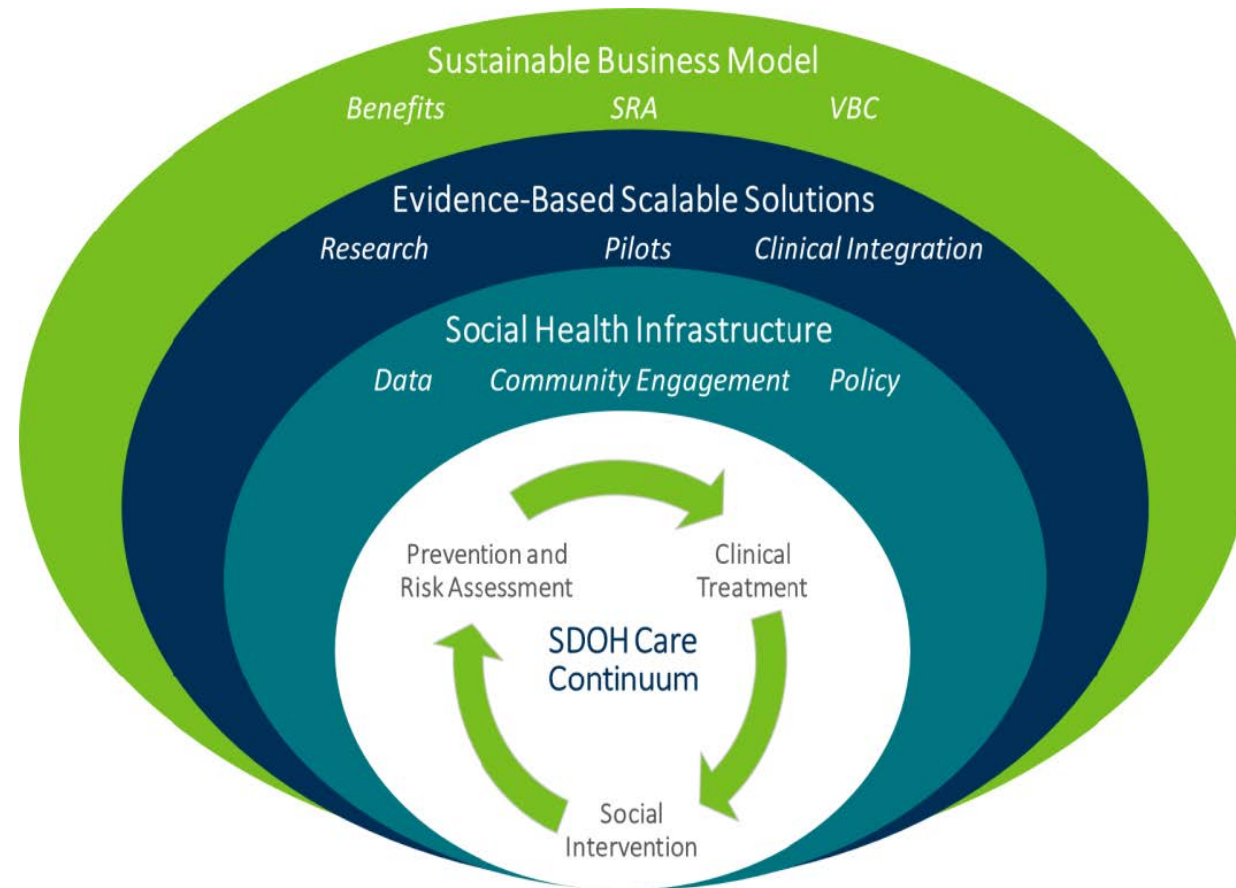 Sustainable Business Model
Benefits SRA VBC
Evidence-Based Scalable Solutions
Research Pilots Clinical Integration
Social Health Infrastructure
Data Community Engagement Policy
Prevention and
Risk Assessment
Clinical
Treatment
SDOH Care
Continuum
Social
Intervention